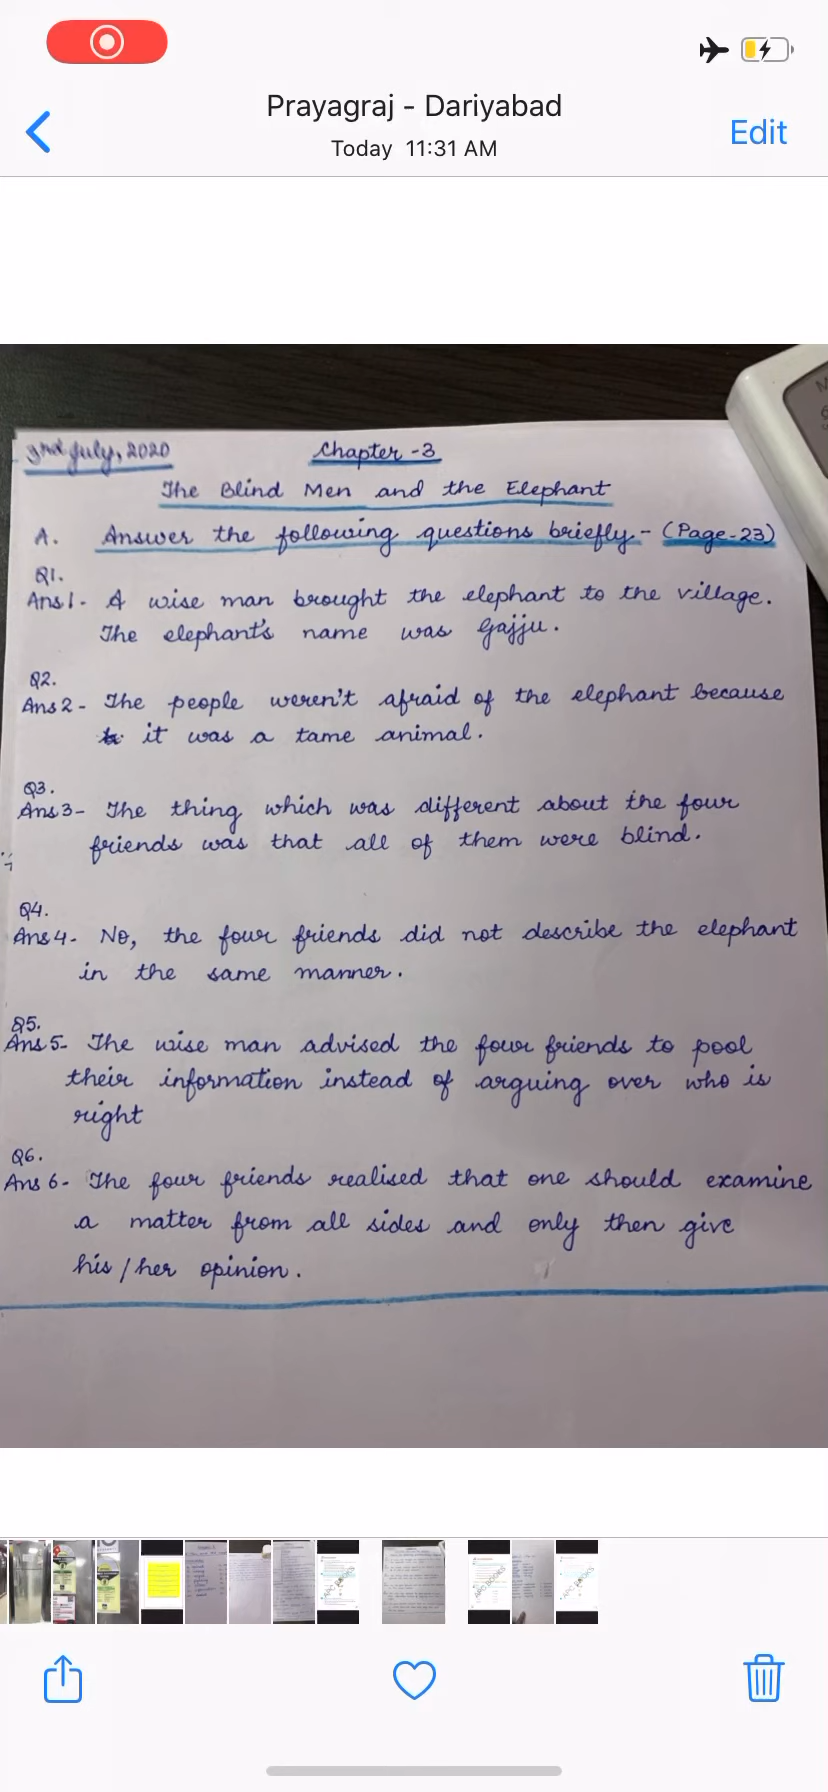 Prayagraj - Dariyabad
Today 11:31 AM
Edit
2nd July, 2020
Chapter -3
The Blind Men and the Elephant
A. Answer the following questions briefly - (Page-23)
Q1.
Ans1- A wise man brought the elephant to the village.
The elephant's name was Gajju.
Q2.
Ans2- The people weren't afraid of the elephant because
it was a tame animal.
Q3.
Ans3- The thing which was different about the four
friends was that all of them were blind.
Q4.
Ans4- No, the four friends did not describe the elephant
in the same manner.
Q5.
Ans5- The wise man advised the four friends to pool
their information instead of arguing over who is
right
Q6.
Ans 6- The four friends realised that one should examine
a matter from all sides and only then give
his/her opinion.